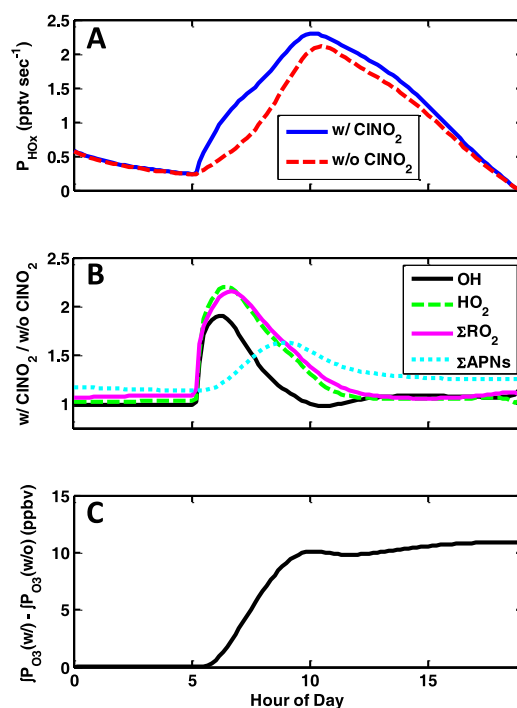 A
P_HOx (pptv sec⁻¹)
2.5
2
1.5
1
0.5
0
w/ ClNO₂
w/o ClNO₂
B
w/ ClNO₂ / w/o ClNO₂
2.5
2
1.5
1
OH
HO₂
ΣRO₂
ΣAPNs
C
∫P_O3(w/) - ∫P_O3(w/o) (ppbv)
15
10
5
0
0 5 10 15
Hour of Day